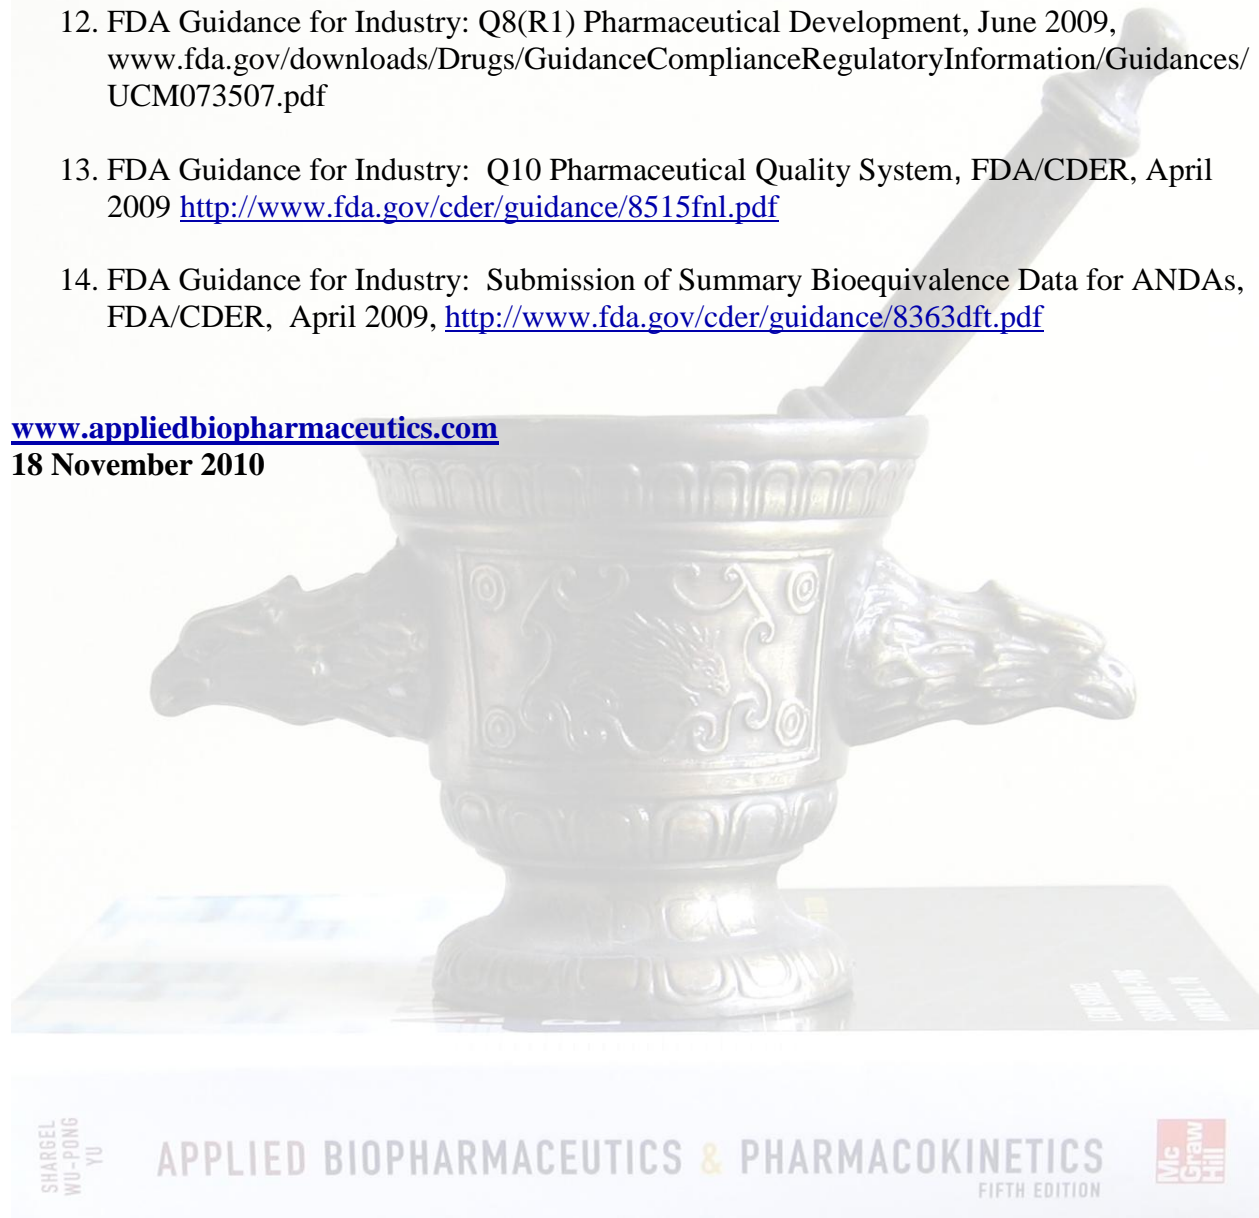 12. FDA Guidance for Industry: Q8(R1) Pharmaceutical Development, June 2009,
www.fda.gov/downloads/Drugs/GuidanceComplianceRegulatoryInformation/Guidances/
UCM073507.pdf
13. FDA Guidance for Industry: Q10 Pharmaceutical Quality System, FDA/CDER, April
2009 http://www.fda.gov/cder/guidance/8515fnl.pdf
14. FDA Guidance for Industry: Submission of Summary Bioequivalence Data for ANDAs,
FDA/CDER, April 2009, http://www.fda.gov/cder/guidance/8363dft.pdf
www.appliedbiopharmaceutics.com
18 November 2010
SHARGEL
WU-PONG
YU
APPLIED BIOPHARMACEUTICS & PHARMACOKINETICS
FIFTH EDITION
Mc
Graw
Hill